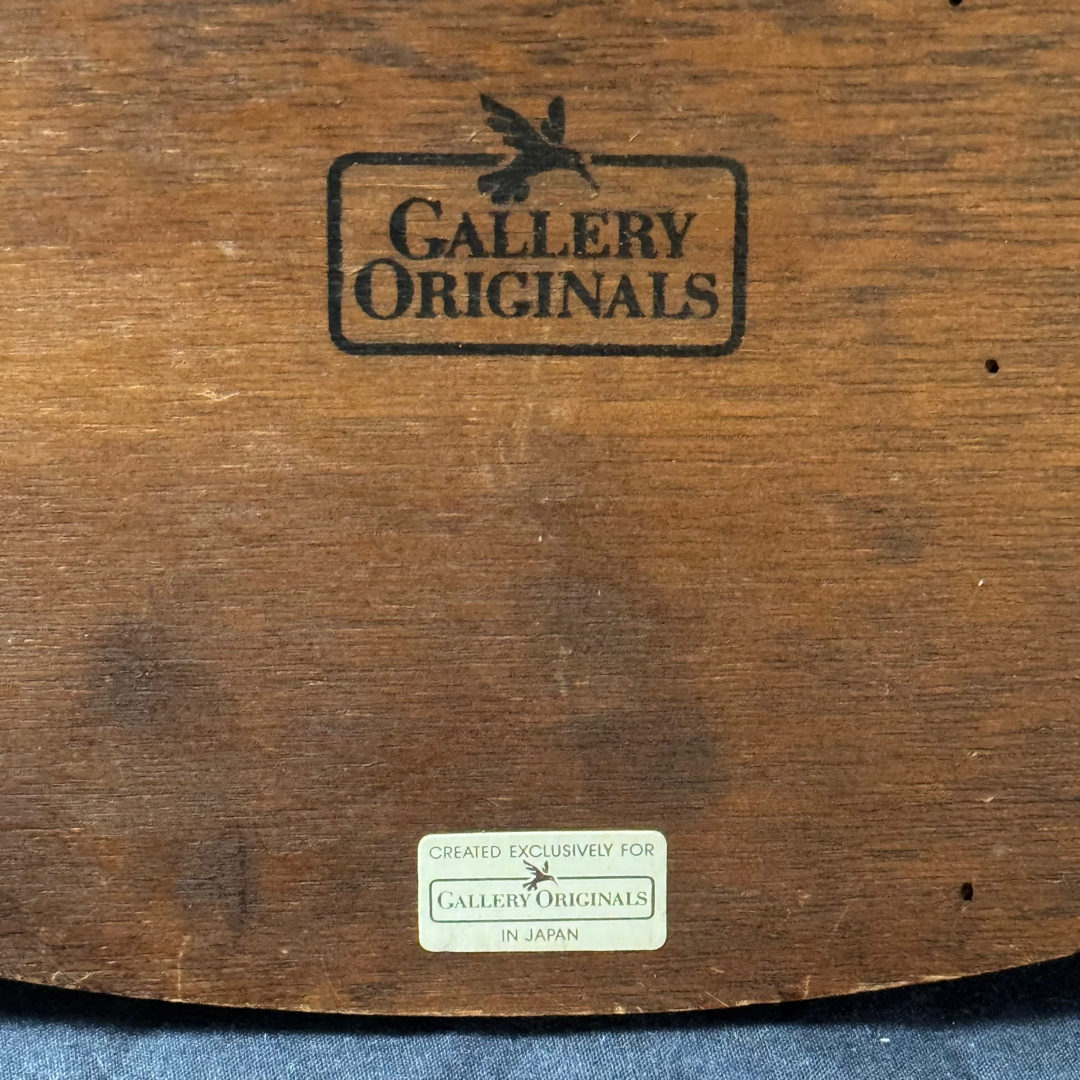 GALLERY
ORIGINALS
CREATED EXCLUSIVELY FOR
GALLERY ORIGINALS
IN JAPAN